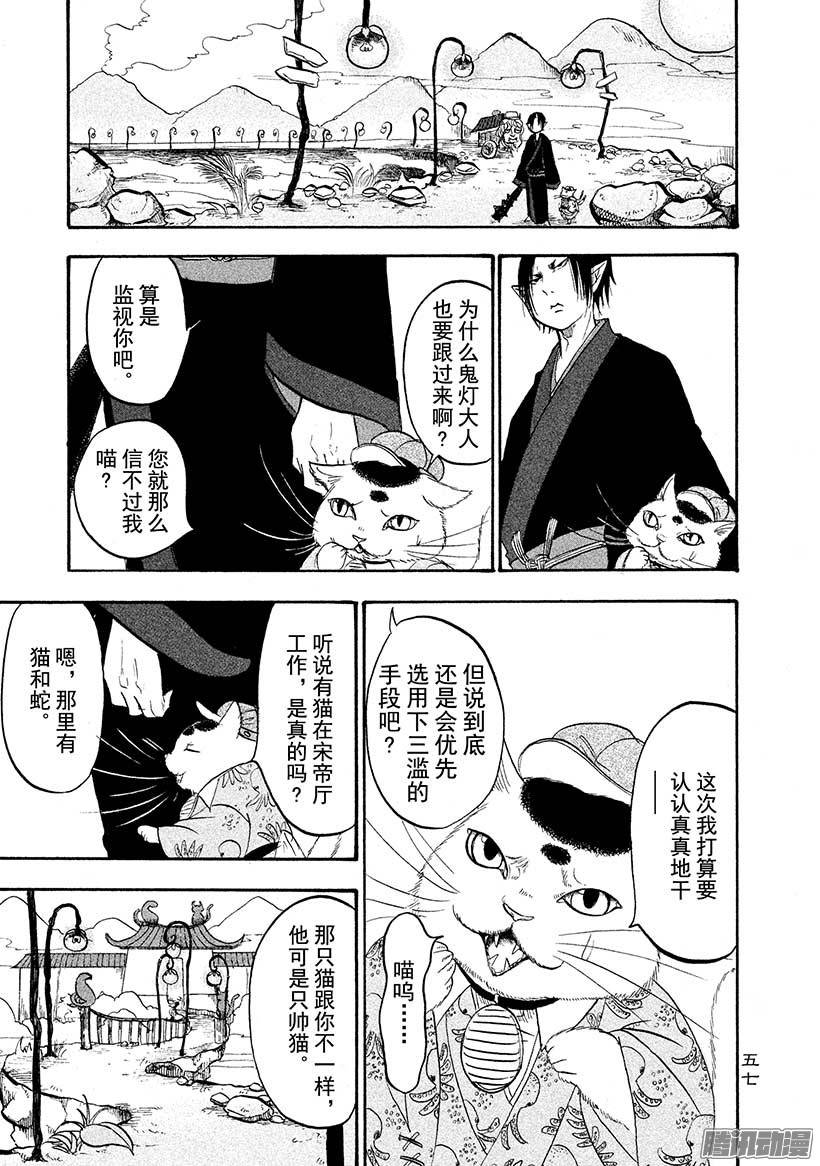 为什么鬼灯大人
也要跟过来啊？
算是
监视你吧。
您就那么
信不过我
喵？
这次我打算要
认认真真地干
——
但说到底
还是会优先
选用下三滥的
手段吧？
喵呜……
听说有猫在宋帝厅
工作，是真的吗？
嗯，那里有
猫和蛇。
那只猫跟你不一样，
他可是只帅猫。
五七
腾讯动漫